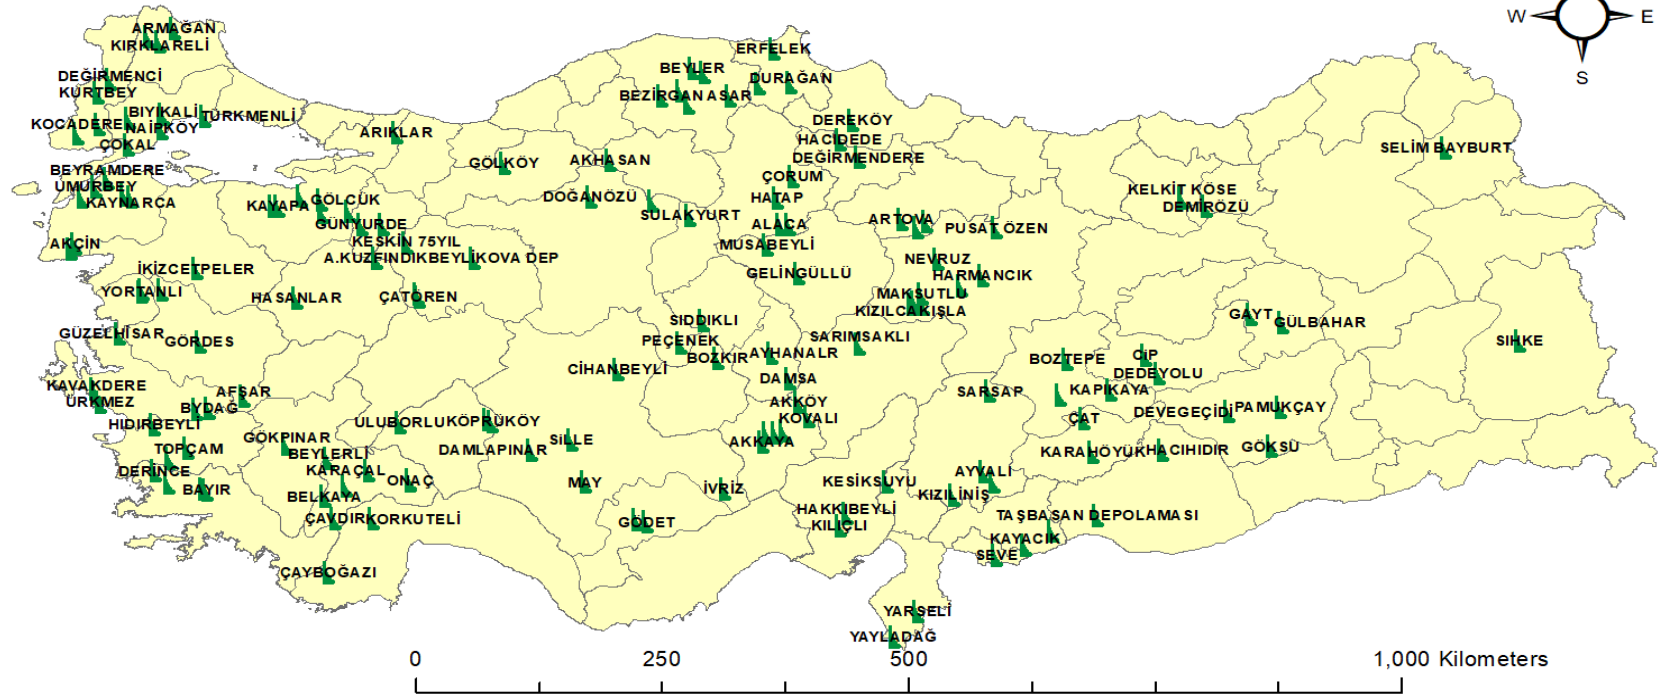 W E
S
ARMAĞAN
KIRKLARELİ
ERFELEK
BEYLER
DEĞİRMENCİ
DURAĞAN
KURTBEY
BEZİRGAN ASAR
BIYIKALİ
TÜRKMENLİ
KOCADERE
NAİPKÖY
DEREKÖY
ARIKLAR
HACIDEDE
ÇOKAL
SELİM BAYBURT
DEĞİRMENDERE
GÖLKÖY
AKHASAN
BEYRAMDERE
ÇORUM
UMURBEY
KELKİT KÖSE
DOĞANÖZÜ
HATAP
KAYNARCA
KAYAPA
GÖLCÜK
DEMİRÖZÜ
SULAKYURT
ARTOVA
GÜNYURDE
ALACA
PUSAT ÖZEN
AKÇİN
KESKİN 75YIL
MUSABEYLİ
A.KUZFINDIKBEYLİKOVA DEP
NEVRUZ
İKİZCETPELER
GELİNGÜLLÜ
HARMANCIK
YORTANLI
HASANLAR
ÇATÖREN
MAKSUTLU
KIZILCAKIŞLA
GAYT
SIDDIKLI
GÜLBAHAR
GÜZELHİSAR
GÖRDES
PEÇENEK
SARIMSAKLI
SIHKE
BOZKIR
AYHANALR
BOZTEPE
CİP
CİHANBEYLİ
DEDEYOLU
DAMSA
KAVAKDERE
AFŞAR
SARSAP
KAPIKAYA
ÜRKMEZ
AKKÖY
BYDAĞ
DEVEGEÇİDİ
PAMUKÇAY
HIDIRBEYLİ
ULUBORLU
KÖPRÜKÖY
KOVALI
ÇAT
GÖKPINAR
SİLLE
AKKAYA
TOPÇAM
BEYLERLİ
DAMLAPINAR
KARAHÖYÜK
HACIHIDIR
GÖKSU
DERİNCE
KARAÇAL
AYVALI
ONAÇ
MAY
KESİKSUYU
BAYIR
İVRİZ
BELKAYA
KIZILİNİŞ
HAKKIBEYLİ
ÇAVDIR
KORKUTELİ
GÖDET
KILIÇLI
TAŞBASAN DEPOLAMASI
KAYACIK
SEVE
ÇAYBOĞAZI
YARSELİ
YAYLADAĞ
0 250 500 1,000 Kilometers